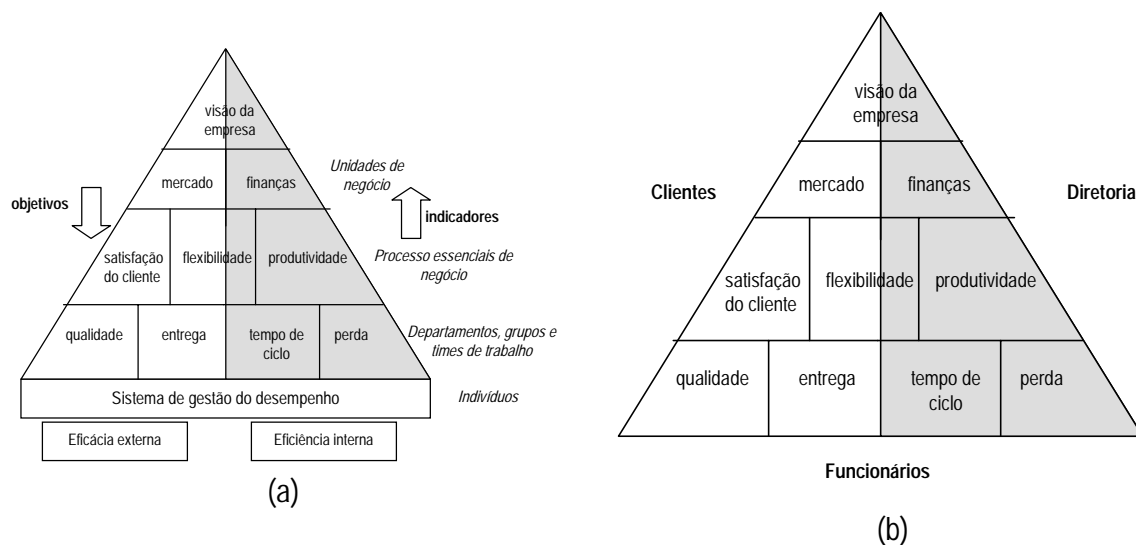 visão da
empresa
mercado
finanças
Unidades de
negócio
objetivos
indicadores
satisfação
do cliente
flexibilidade
produtividade
Processo essenciais de
negócio
qualidade
entrega
tempo de
ciclo
perda
Departamentos, grupos e
times de trabalho
Sistema de gestão do desempenho
Indivíduos
Eficácia externa
Eficiência interna
(a)
visão da
empresa
Clientes
mercado
finanças
Diretoria
satisfação
do cliente
flexibilidade
produtividade
qualidade
entrega
tempo de
ciclo
perda
Funcionários
(b)